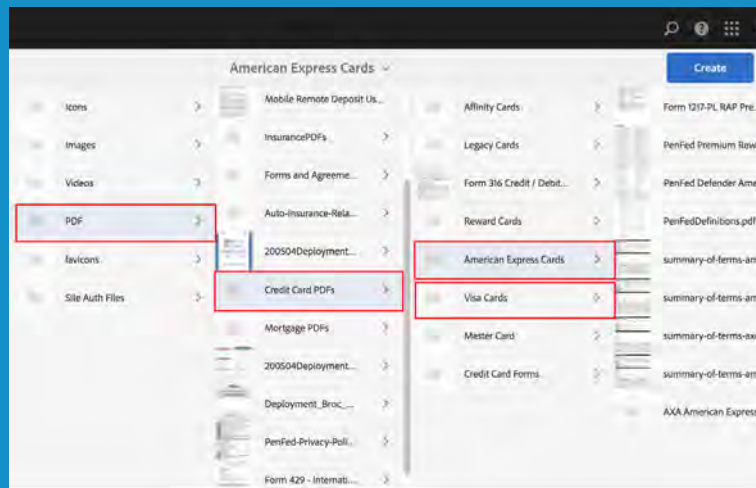 American Express Cards
Create
Icons
Images
Videos
PDF
favicons
Site Auth Files
Mobile Remote Deposit Us...
InsurancePDFs
Forms and Agreeme...
Auto-Insurance-Rela...
200504Deployment...
Credit Card PDFs
Mortgage PDFs
200504Deployment...
Deployment_Broc_...
PenFed-Privacy-Poli...
Form 429 - Internati...
Affinity Cards
Legacy Cards
Form 316 Credit / Debit...
Reward Cards
American Express Cards
Visa Cards
Master Card
Credit Card Forms
Form 1217-PL RAP Pre.
PenFed Premium Rew
PenFed Defender Ame
PenFedDefinitions.pdf
summary-of-terms-am
summary-of-terms-am
summary-of-terms-axa
summary-of-terms-am
AXA American Express